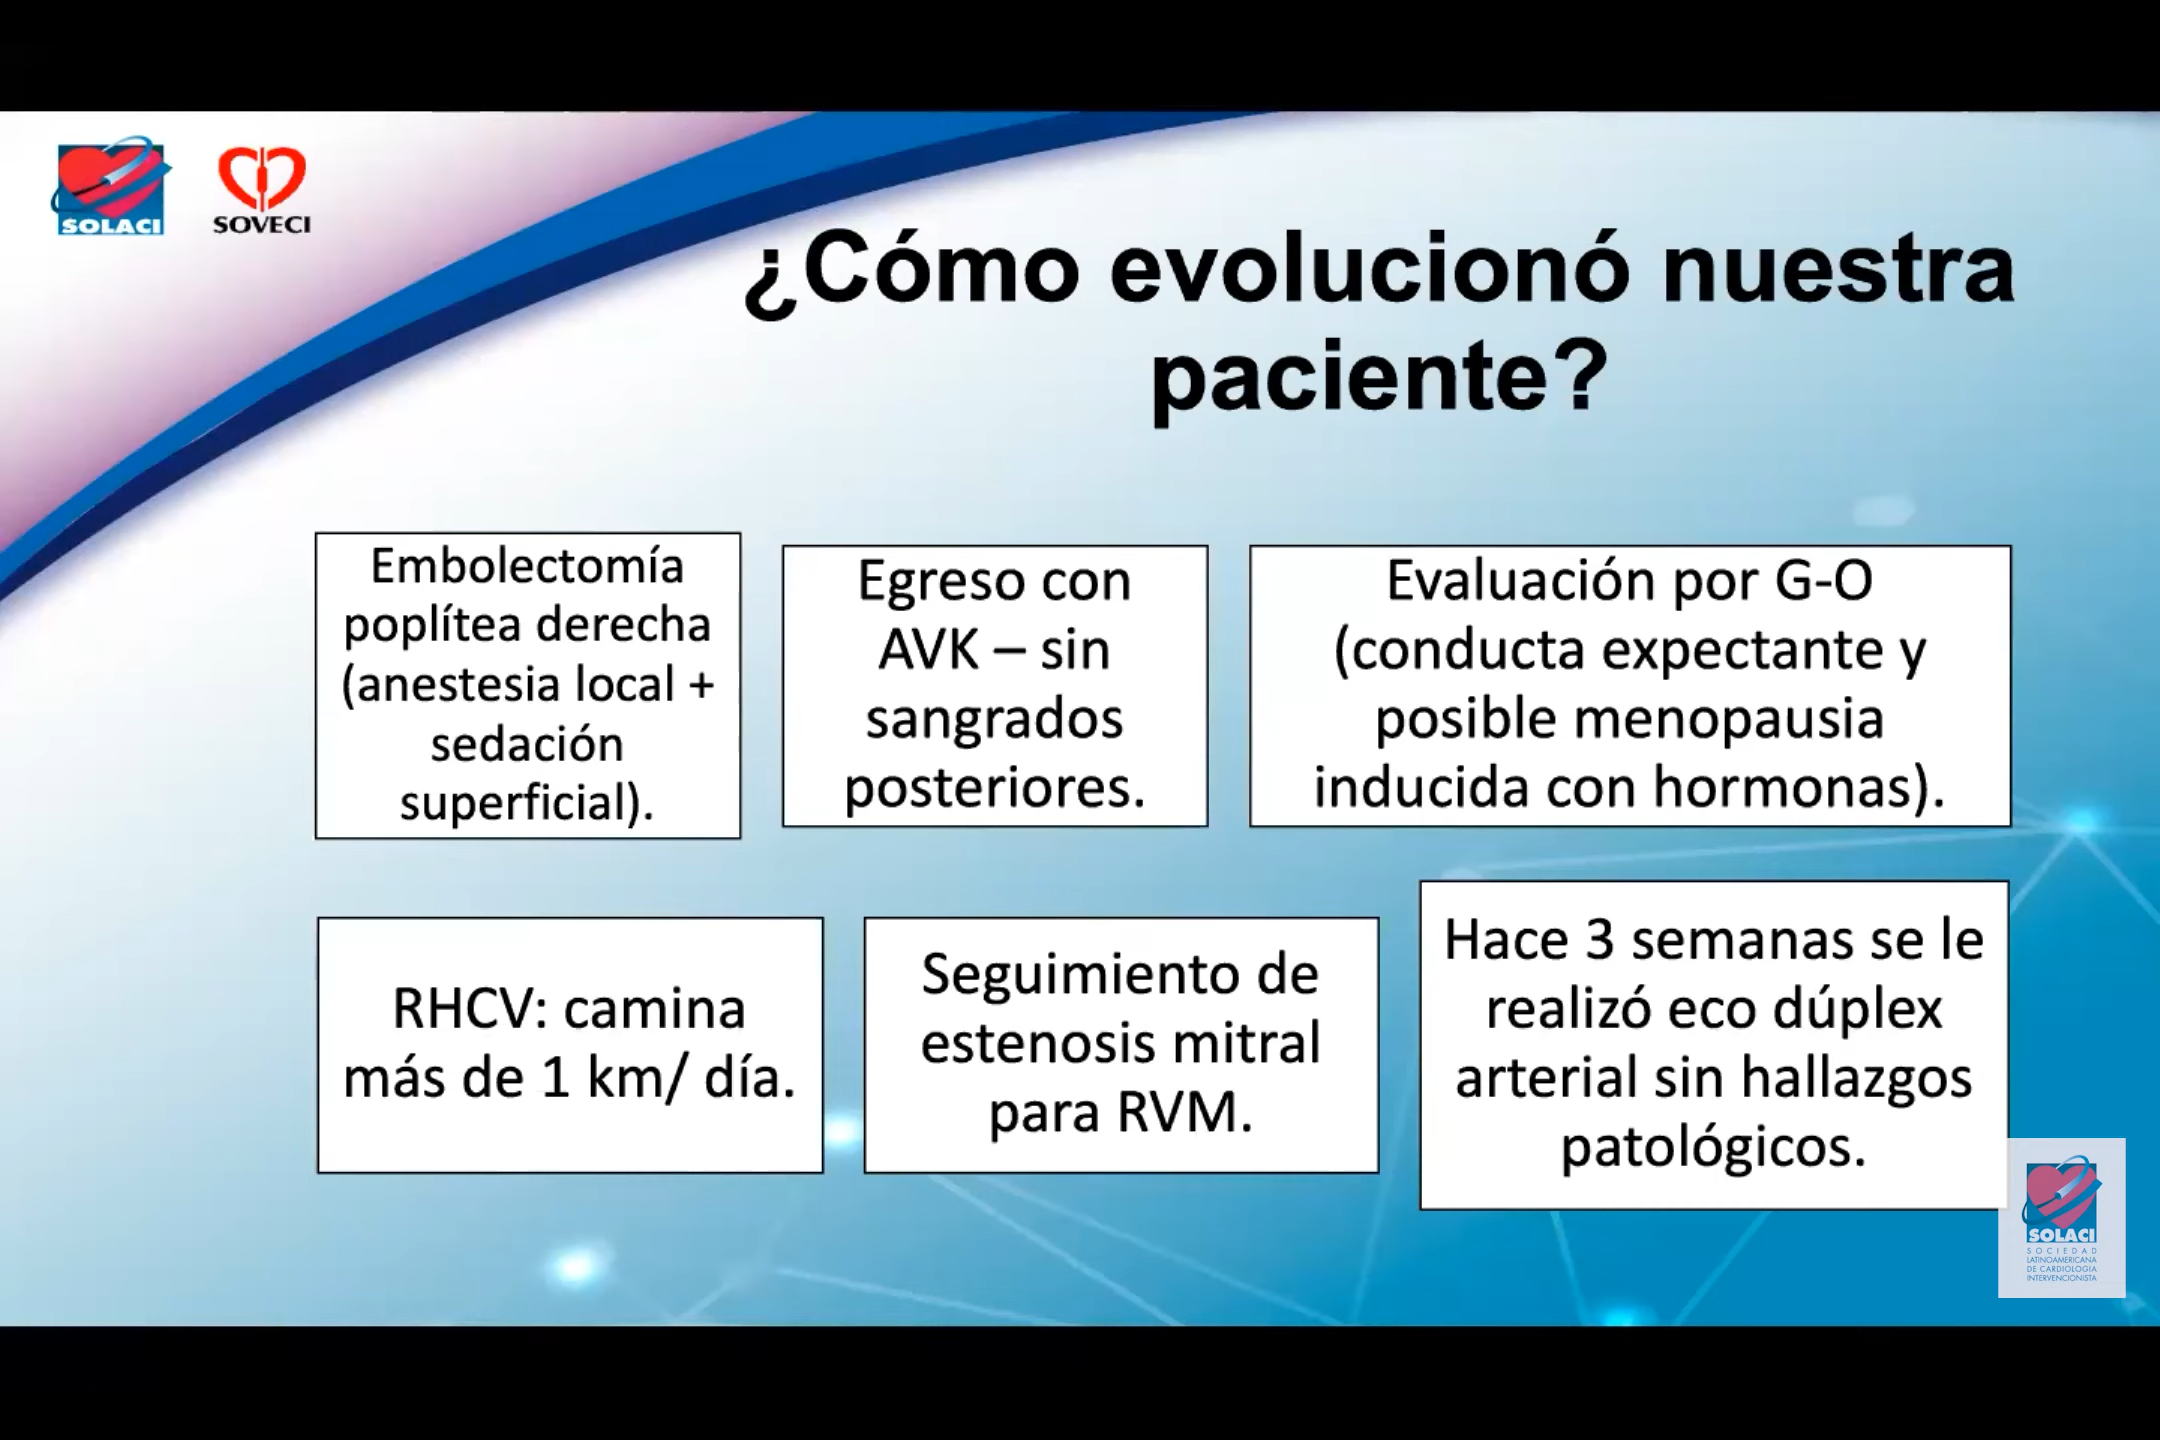 SOLACI
SOVECI
¿Cómo evolucionó nuestra
paciente?
Embolectomía
poplítea derecha
(anestesia local +
sedación
superficial).
Egreso con
AVK – sin
sangrados
posteriores.
Evaluación por G-O
(conducta expectante y
posible menopausia
inducida con hormonas).
RHCV: camina
más de 1 km/ día.
Seguimiento de
estenosis mitral
para RVM.
Hace 3 semanas se le
realizó eco dúplex
arterial sin hallazgos
patológicos.
SOLACI
SOCIEDAD
LATINOAMERICANA
DE CARDIOLOGIA
INTERVENCIONISTA